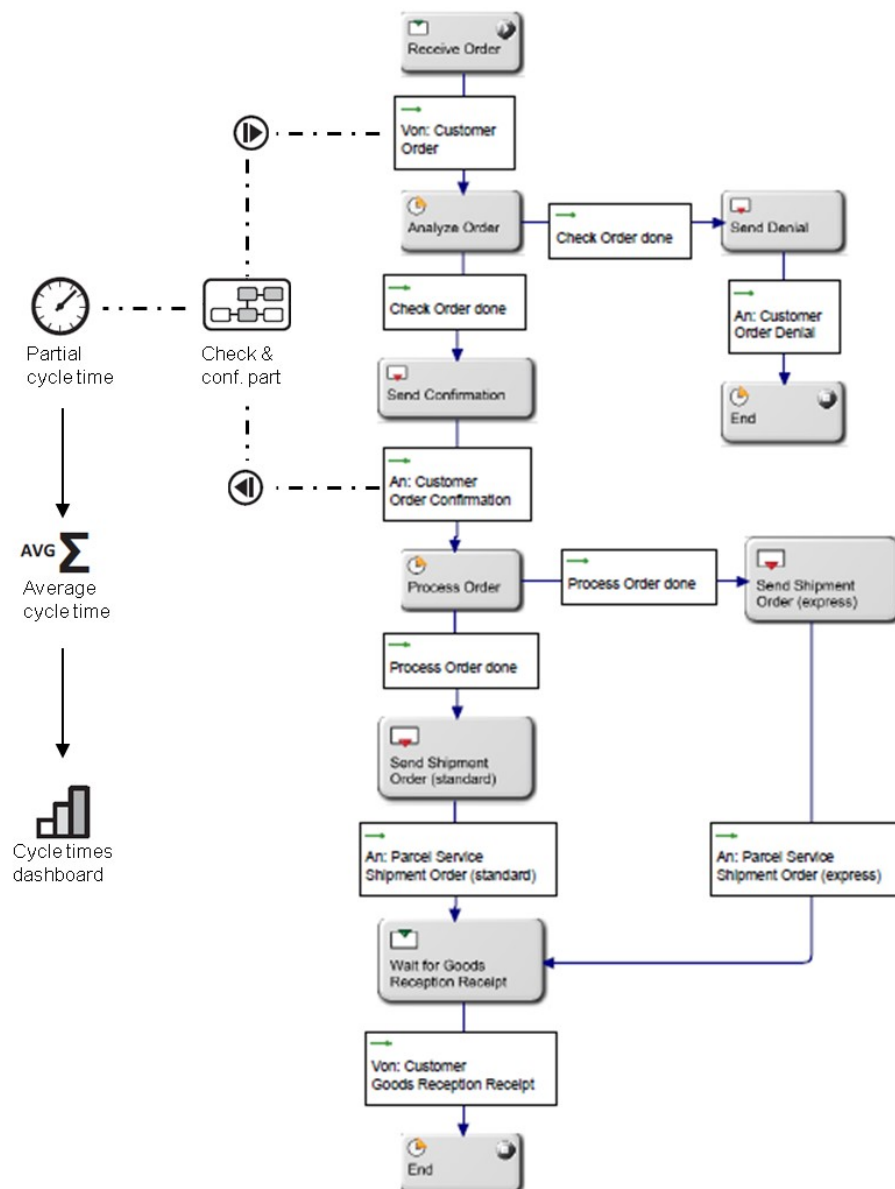 Receive Order
Von: Customer
Order
Analyze Order
Check Order done
Send Denial
Check Order done
An: Customer
Order Denial
Partial
cycle time
Check &
conf. part
Send Confirmation
End
An: Customer
Order Confirmation
AVG Σ
Average
cycle time
Process Order
Process Order done
Send Shipment
Order (express)
Process Order done
Send Shipment
Order (standard)
Cycle times
dashboard
An: Parcel Service
Shipment Order (standard)
An: Parcel Service
Shipment Order (express)
Wait for Goods
Reception Receipt
Von: Customer
Goods Reception Receipt
End